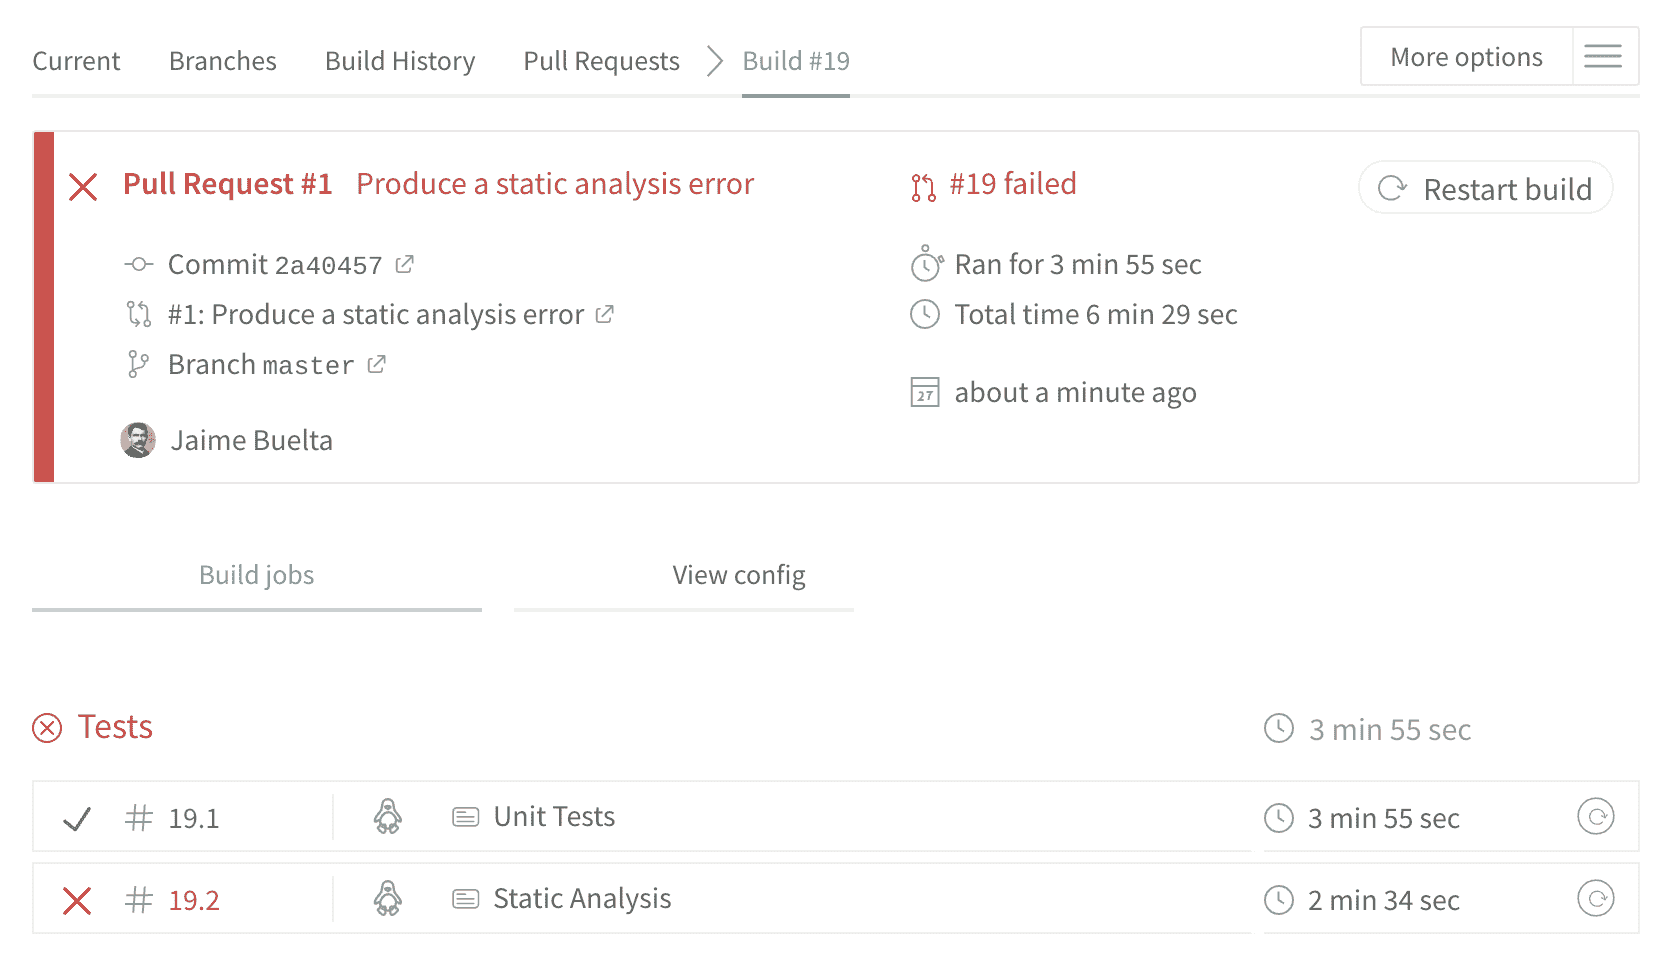 Current Branches Build History Pull Requests Build #19 More options
Pull Request #1 Produce a static analysis error #19 failed Restart build
Commit 2a40457 Ran for 3 min 55 sec
#1: Produce a static analysis error Total time 6 min 29 sec
Branch master
27 about a minute ago
Jaime Buelta
Build jobs View config
Tests 3 min 55 sec
# 19.1 Unit Tests 3 min 55 sec
# 19.2 Static Analysis 2 min 34 sec